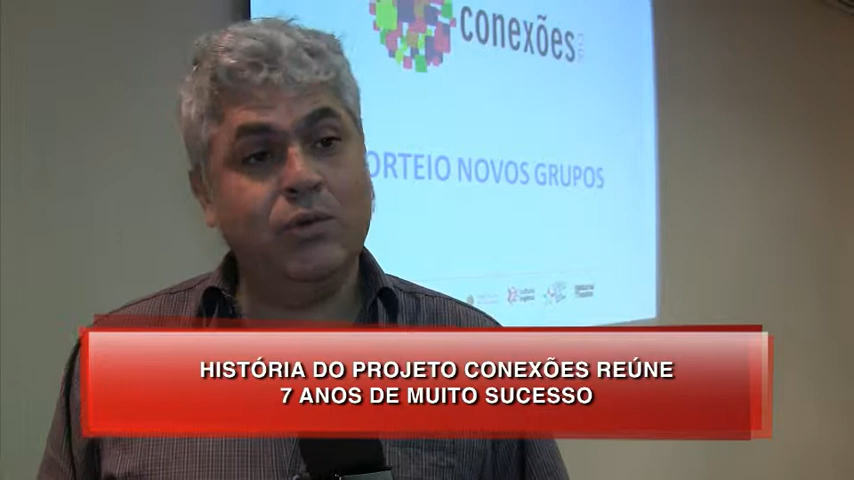 conexões
ORTEIO NOVOS GRUPOS
HISTÓRIA DO PROJETO CONEXÕES REÚNE
7 ANOS DE MUITO SUCESSO